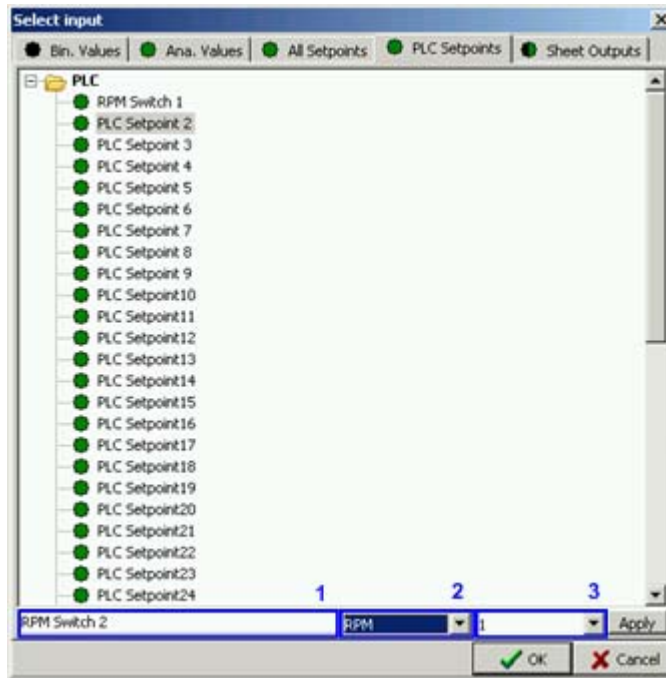 Select input
Bin. Values Ana. Values All Setpoints PLC Setpoints Sheet Outputs
PLC
RPM Switch 1
PLC Setpoint 2
PLC Setpoint 3
PLC Setpoint 4
PLC Setpoint 5
PLC Setpoint 6
PLC Setpoint 7
PLC Setpoint 8
PLC Setpoint 9
PLC Setpoint10
PLC Setpoint11
PLC Setpoint12
PLC Setpoint13
PLC Setpoint14
PLC Setpoint15
PLC Setpoint16
PLC Setpoint17
PLC Setpoint18
PLC Setpoint19
PLC Setpoint20
PLC Setpoint21
PLC Setpoint22
PLC Setpoint23
PLC Setpoint24
1 2 3
RPM Switch 2 RPM 1 Apply
OK Cancel